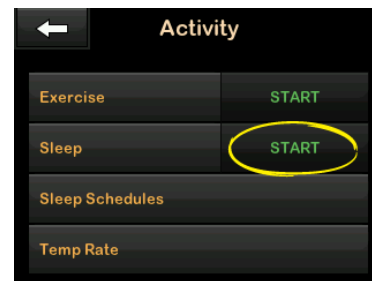 Activity
Exercise START
Sleep START
Sleep Schedules
Temp Rate